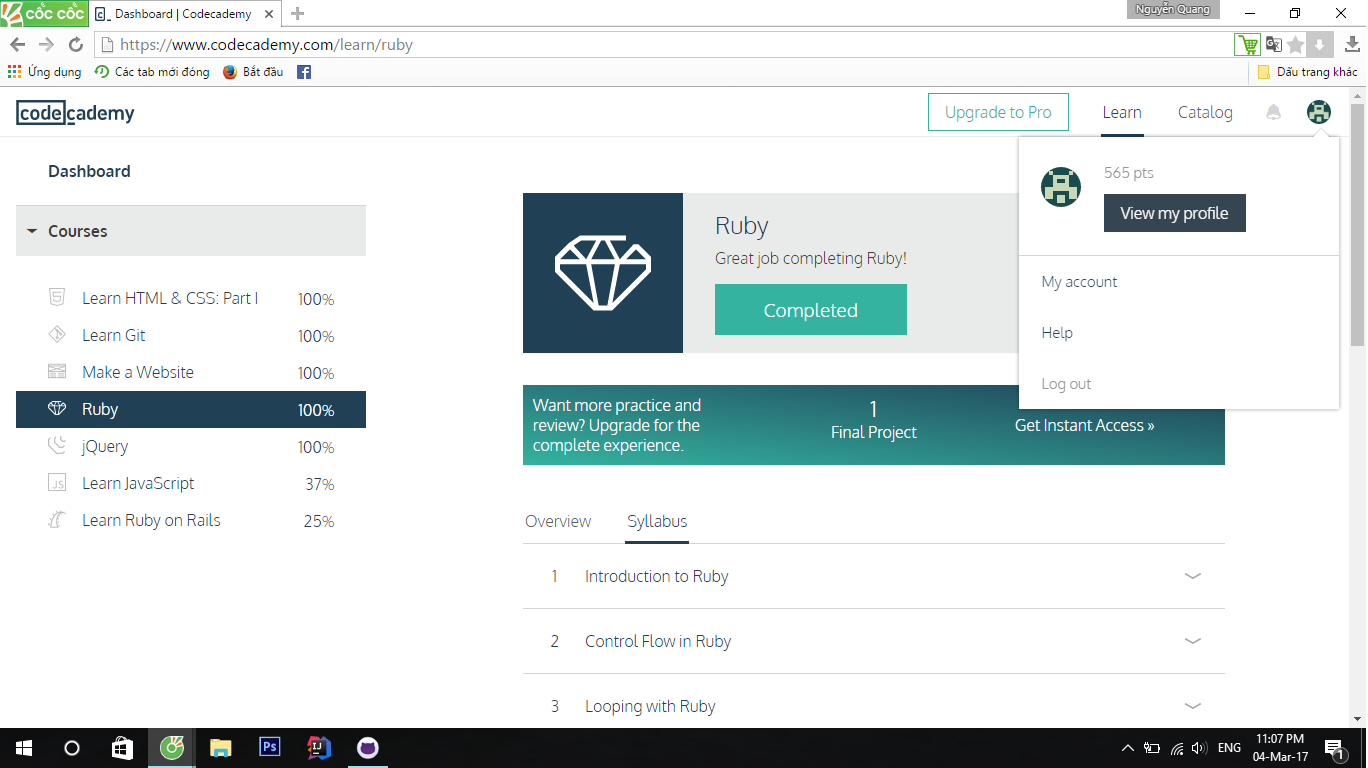 CỐC CỐC
Dashboard | Codecademy
Nguyễn Quang
https://www.codecademy.com/learn/ruby
Ứng dụng
Các tab mới đóng
Bắt đầu
Dấu trang khác
codecademy
Upgrade to Pro
Learn
Catalog
565 pts
View my profile
My account
Help
Log out
Dashboard
Courses
Learn HTML & CSS: Part I 100%
Learn Git 100%
Make a Website 100%
Ruby 100%
jQuery 100%
Learn JavaScript 37%
Learn Ruby on Rails 25%
Ruby
Great job completing Ruby!
Completed
Want more practice and
review? Upgrade for the
complete experience.
1
Final Project
Get Instant Access »
Overview
Syllabus
1 Introduction to Ruby
2 Control Flow in Ruby
3 Looping with Ruby
Ps
IJ
ENG
11:07 PM
04-Mar-17
1